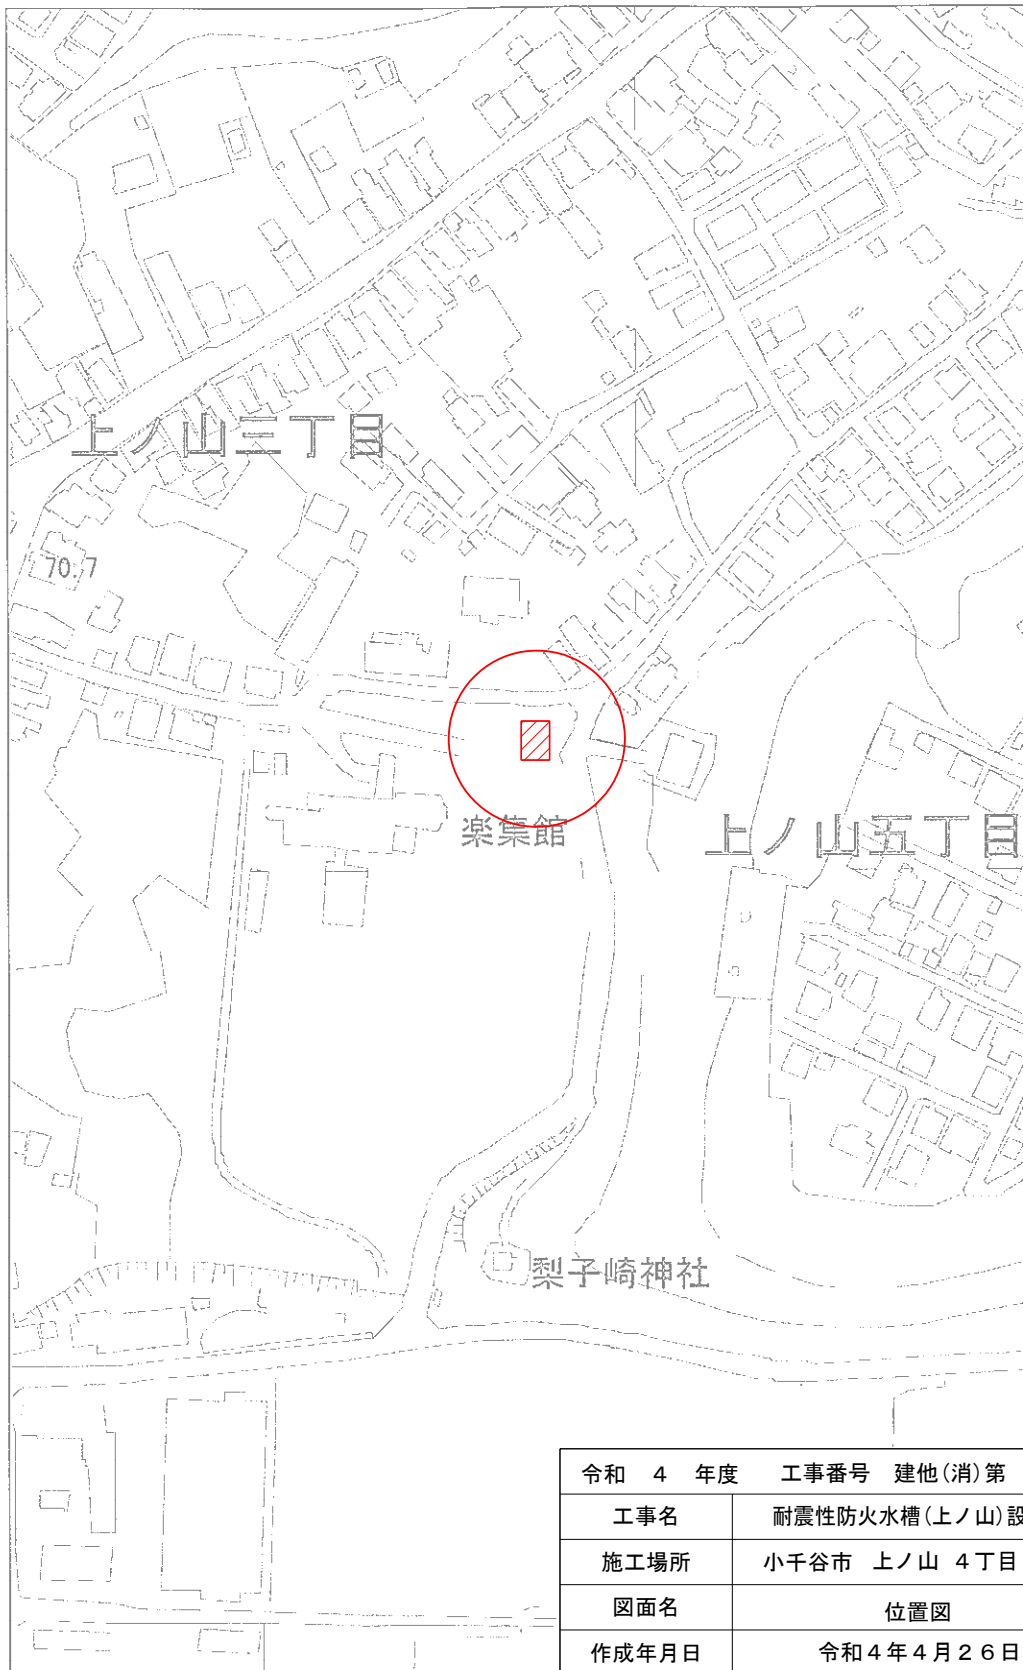 上ノ山三丁目
70.7
楽集館
上ノ山五丁目
梨子崎神社
令和 4 年度 工事番号 建他(消)第
工事名 耐震性防火水槽(上ノ山)設
施工場所 小千谷市 上ノ山 4丁目
図面名 位置図
作成年月日 令和4年4月26日